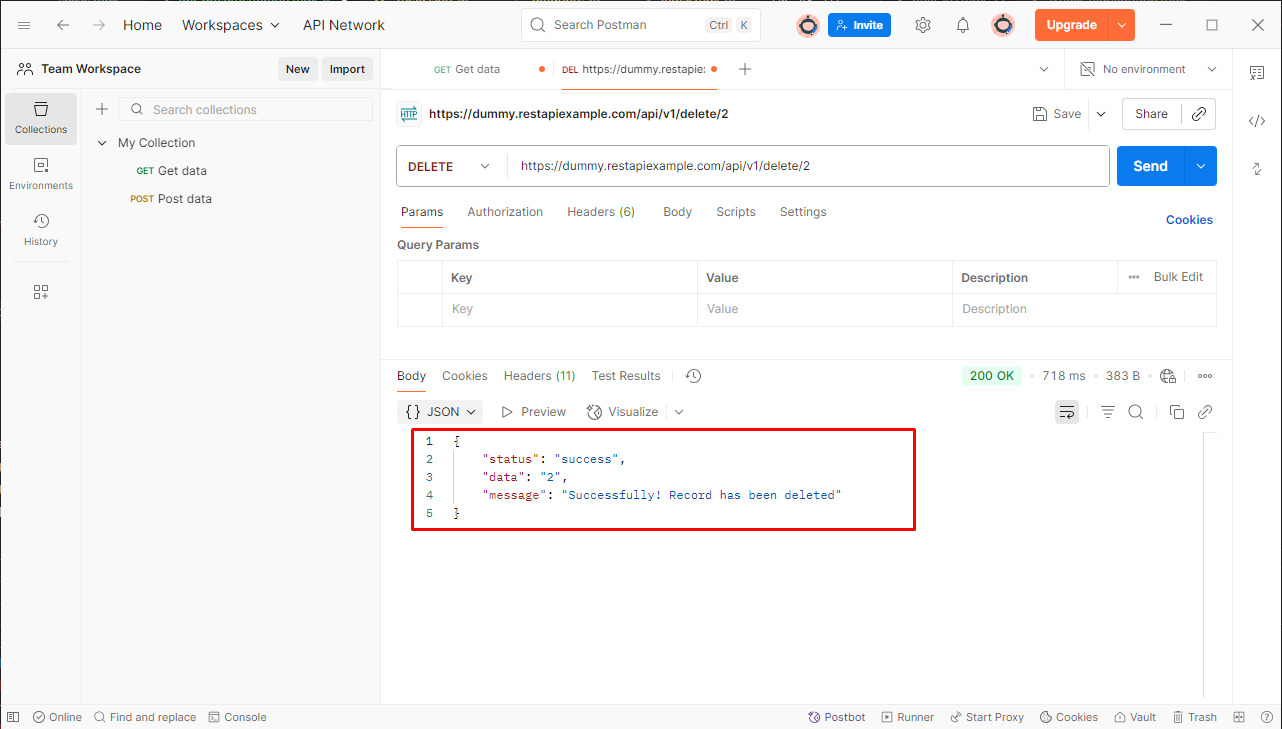 Home Workspaces API Network Search Postman Ctrl K Invite Upgrade
Team Workspace New Import GET Get data DEL https://dummy.restapie: No environment
Collections
Search collections
My Collection
GET Get data
POST Post data
Environments
History
HTTP https://dummy.restapiexample.com/api/v1/delete/2 Save Share
DELETE https://dummy.restapiexample.com/api/v1/delete/2 Send
Params Authorization Headers (6) Body Scripts Settings Cookies
Query Params
Key Value Description Bulk Edit
Key Value Description
Body Cookies Headers (11) Test Results 200 OK 718 ms 383 B
{} JSON Preview Visualize
1 {
2 "status": "success",
3 "data": "2",
4 "message": "Successfully! Record has been deleted"
5 }
Online Find and replace Console Postbot Runner Start Proxy Cookies Vault Trash